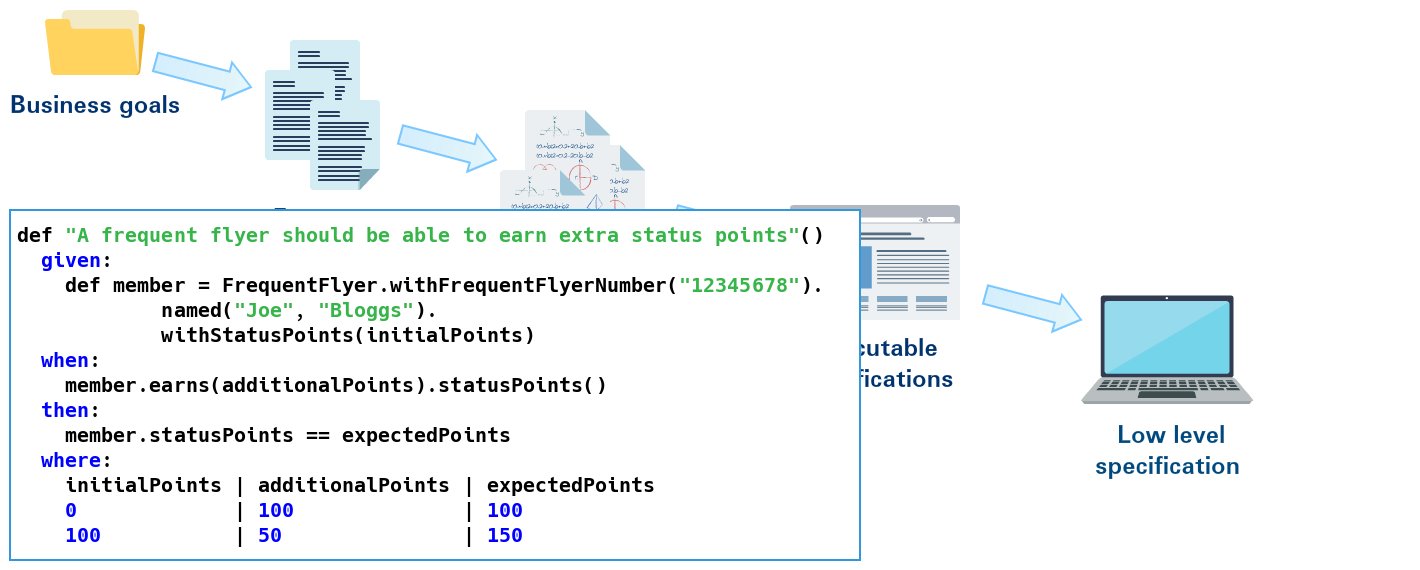 Business goals
def "A frequent flyer should be able to earn extra status points"()
given:
def member = FrequentFlyer.withFrequentFlyerNumber("12345678").
named("Joe", "Bloggs").
withStatusPoints(initialPoints)
when:
member.earns(additionalPoints).statusPoints()
then:
member.statusPoints == expectedPoints
where:
initialPoints | additionalPoints | expectedPoints
0 | 100 | 100
100 | 50 | 150
cutable
fications
Low level
specification